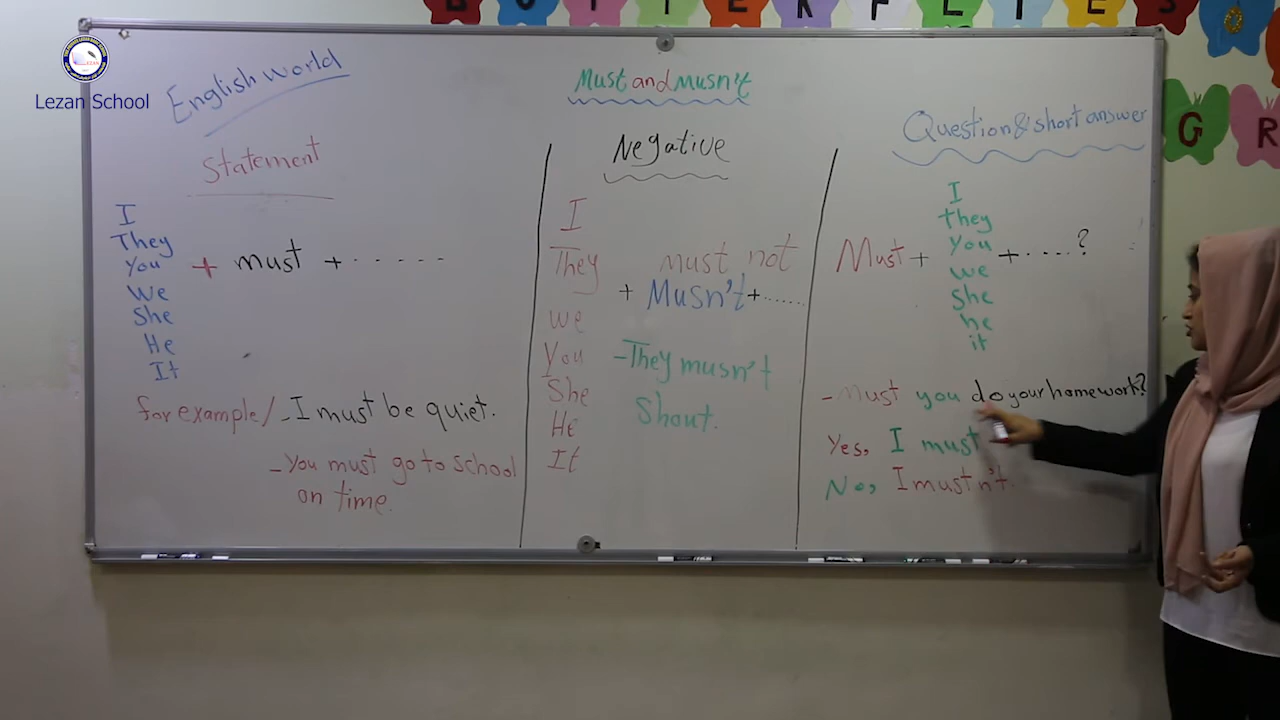 BUTTERFLIES
GR
Lezan School
English world
Must and musn't
Statement
I
They
You
We
She
He
It
+ must + .......
for example/ - I must be quiet.
- You must go to school
on time.
Negative
I
They
we
You
She
He
It
must not
+ Musn't + ......
- They musn't
Shout.
Question & short answer
Must +
I
they
you
we
she
he
it
+ ....?
- Must you do your homework?
Yes, I must
No, I mustn't.